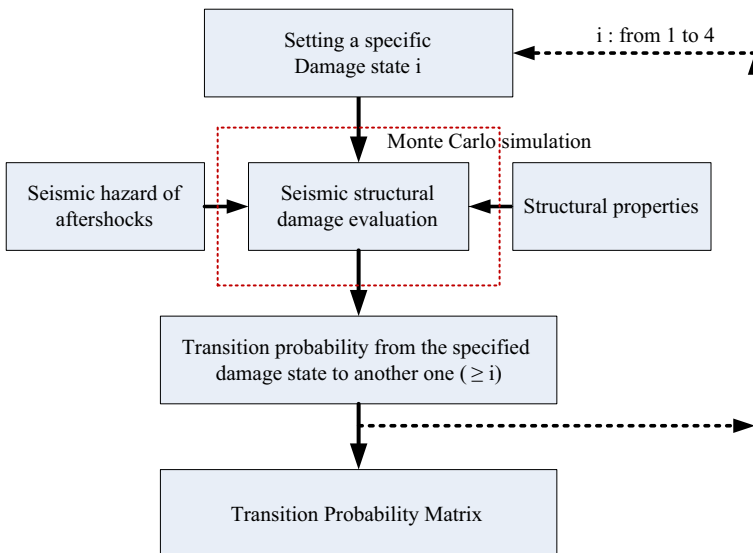 Setting a specific
Damage state i
i : from 1 to 4
Monte Carlo simulation
Seismic hazard of
aftershocks
Seismic structural
damage evaluation
Structural properties
Transition probability from the specified
damage state to another one ( ≥ i)
Transition Probability Matrix